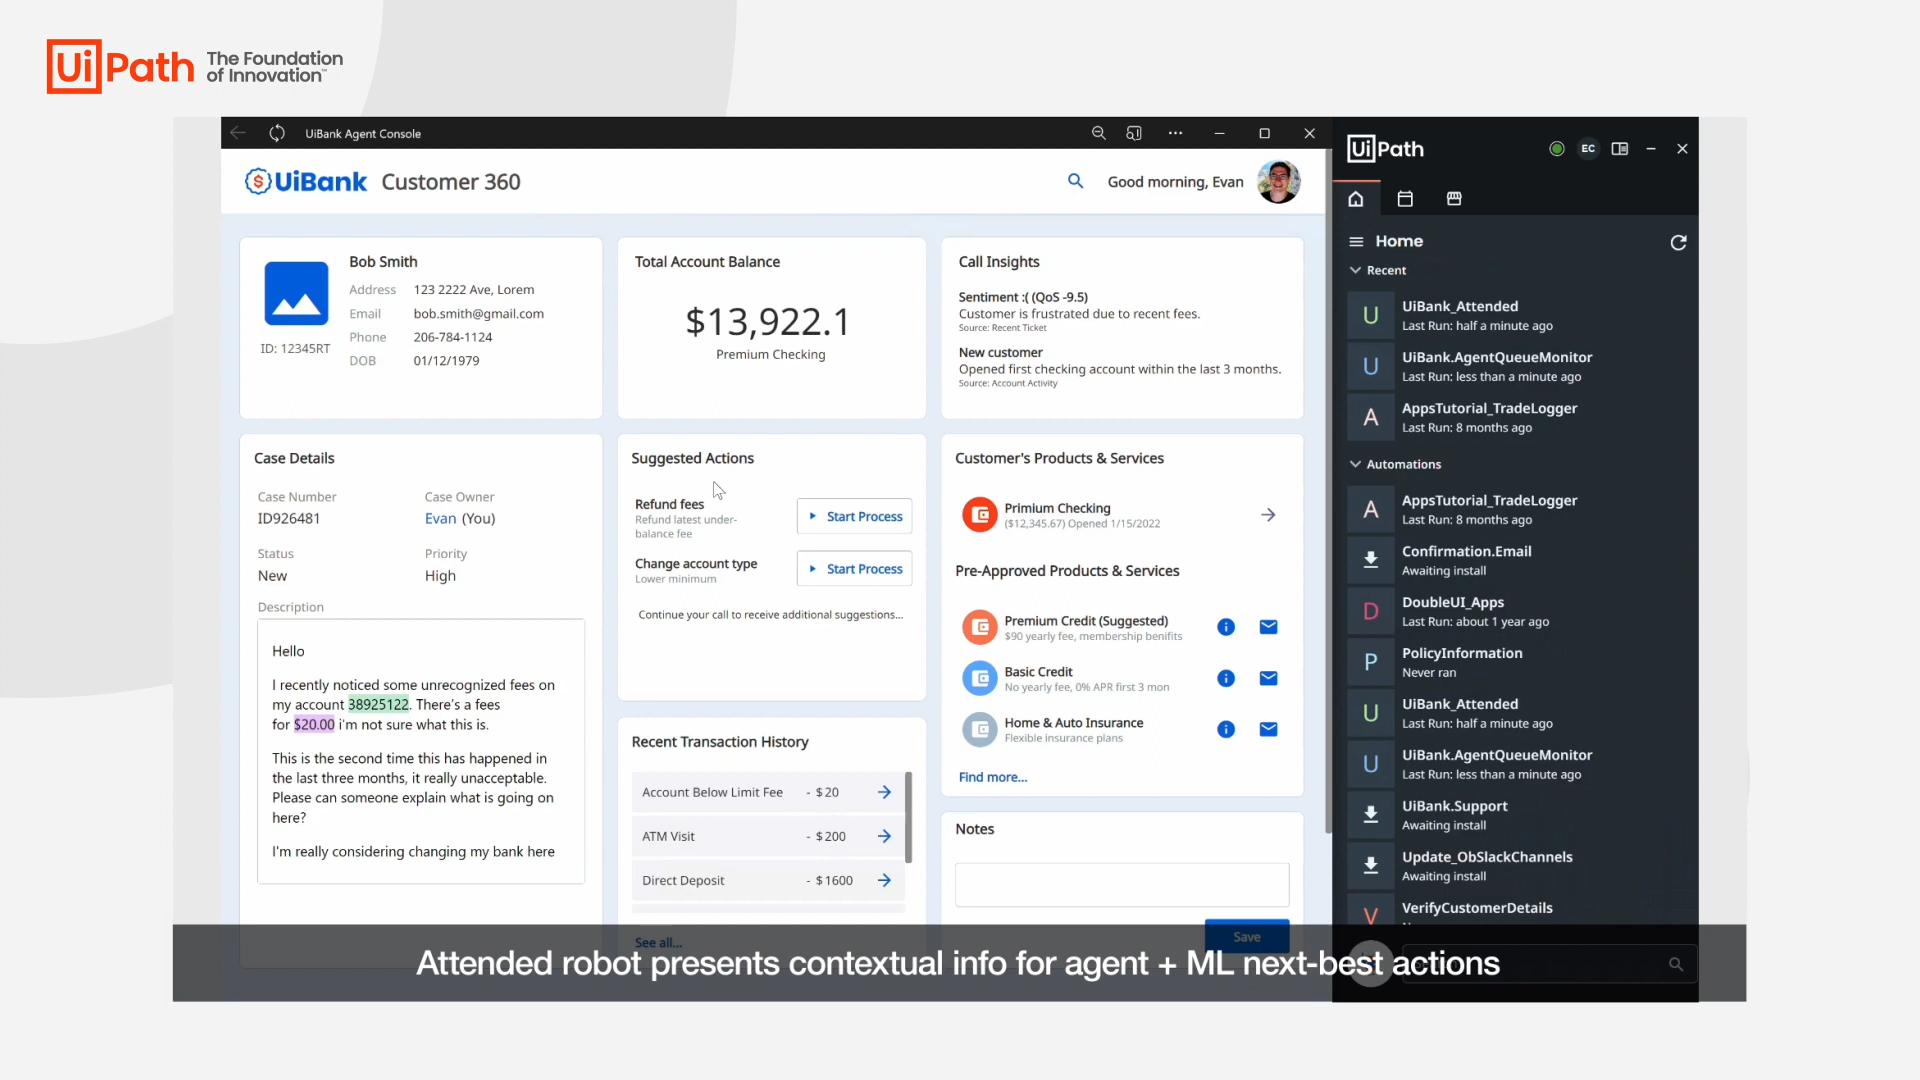 UiPath The Foundation
of Innovation™
UiBank Agent Console
UiBank Customer 360
Good morning, Evan
Bob Smith
Address 123 2222 Ave, Lorem
Email bob.smith@gmail.com
Phone 206-784-1124
DOB 01/12/1979
ID: 12345RT
Total Account Balance
$13,922.1
Premium Checking
Call Insights
Sentiment :( (QoS -9.5)
Customer is frustrated due to recent fees.
Source: Recent Ticket
New customer
Opened first checking account within the last 3 months.
Source: Account Activity
Case Details
Case Number Case Owner
ID926481 Evan (You)
Status Priority
New High
Description
Hello
I recently noticed some unrecognized fees on
my account 38925122. There's a fees
for $20.00 i'm not sure what this is.
This is the second time this has happened in
the last three months, it really unacceptable.
Please can someone explain what is going on
here?
I'm really considering changing my bank here
Suggested Actions
Refund fees
Refund latest under-
balance fee
Start Process
Change account type
Lower minimum
Start Process
Continue your call to receive additional suggestions...
Recent Transaction History
Account Below Limit Fee - $20
ATM Visit - $200
Direct Deposit - $1600
See all...
Customer's Products & Services
Primium Checking
($12,345.67) Opened 1/15/2022
Pre-Approved Products & Services
Premium Credit (Suggested)
$90 yearly fee, membership benifits
Basic Credit
No yearly fee, 0% APR first 3 mon
Home & Auto Insurance
Flexible insurance plans
Find more...
Notes
Save
UiPath
EC
Home
Recent
U UiBank_Attended
Last Run: half a minute ago
U UiBank.AgentQueueMonitor
Last Run: less than a minute ago
A AppsTutorial_TradeLogger
Last Run: 8 months ago
Automations
A AppsTutorial_TradeLogger
Last Run: 8 months ago
Confirmation.Email
Awaiting install
D DoubleUI_Apps
Last Run: about 1 year ago
P PolicyInformation
Never ran
U UiBank_Attended
Last Run: half a minute ago
U UiBank.AgentQueueMonitor
Last Run: less than a minute ago
UiBank.Support
Awaiting install
Update_ObSlackChannels
Awaiting install
V VerifyCustomerDetails
Attended robot presents contextual info for agent + ML next-best actions